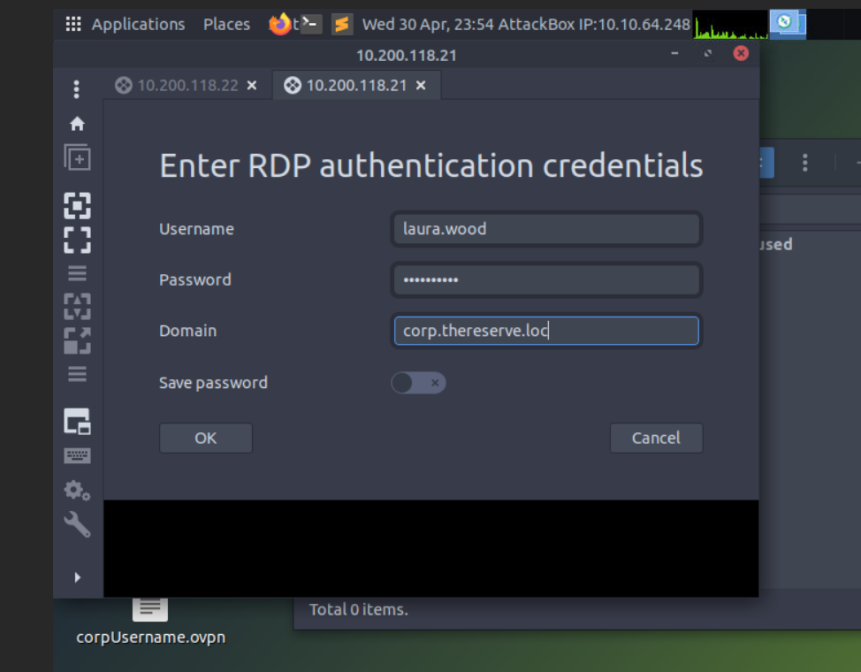 Applications Places t Wed 30 Apr, 23:54 AttackBox IP:10.10.64.248
10.200.118.21
10.200.118.22 10.200.118.21
Enter RDP authentication credentials
Username laura.wood
Password ••••••••••
Domain corp.thereserve.loc
Save password
OK Cancel
used
Total 0 items.
corpUsername.ovpn